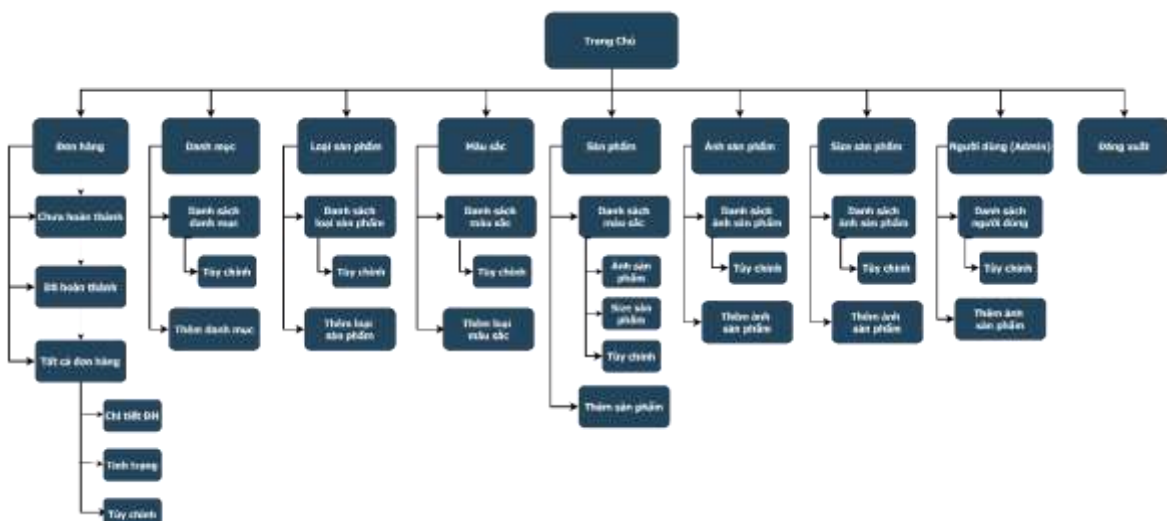 Trang Chủ
Đơn hàng
Danh mục
Loại sản phẩm
Màu sắc
Sản phẩm
Ảnh sản phẩm
Size sản phẩm
Người dùng (Admin)
Đăng xuất
Chưa hoàn thành
Danh sách
danh mục
Danh sách
loại sản phẩm
Danh sách
màu sắc
Danh sách
màu sắc
Danh sách
ảnh sản phẩm
Danh sách
ảnh sản phẩm
Danh sách
người dùng
Đã hoàn thành
Tùy chỉnh
Tùy chỉnh
Tùy chỉnh
Ảnh sản
phẩm
Tùy chỉnh
Tùy chỉnh
Tùy chỉnh
Size sản
phẩm
Thêm danh mục
Thêm loại
sản phẩm
Thêm loại
màu sắc
Thêm ảnh
sản phẩm
Thêm ảnh
sản phẩm
Thêm ảnh
sản phẩm
Tất cả đơn hàng
Tùy chỉnh
Thêm sản phẩm
Chi tiết ĐH
Tình trạng
Tùy chỉnh